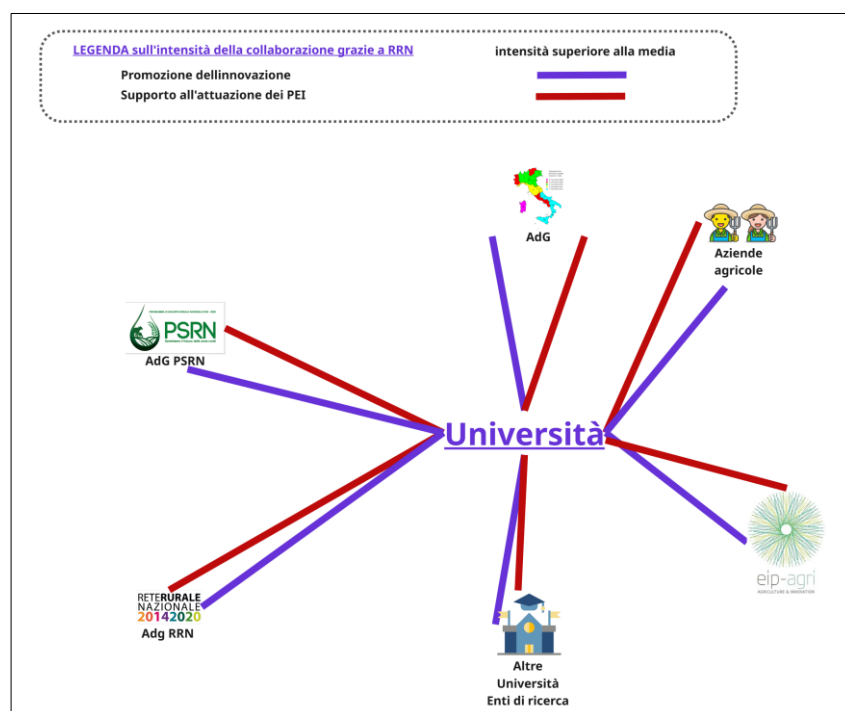 LEGENDA sull'intensità della collaborazione grazie a RRN
intensità superiore alla media
Promozione dellinnovazione
Supporto all'attuazione dei PEI
AdG
Aziende
agricole
PSRN
AdG PSRN
Università
eip-agri
AGRICULTURE & INNOVATION
RETERURALE
NAZIONALE
20142020
Adg RRN
Altre
Università
Enti di ricerca